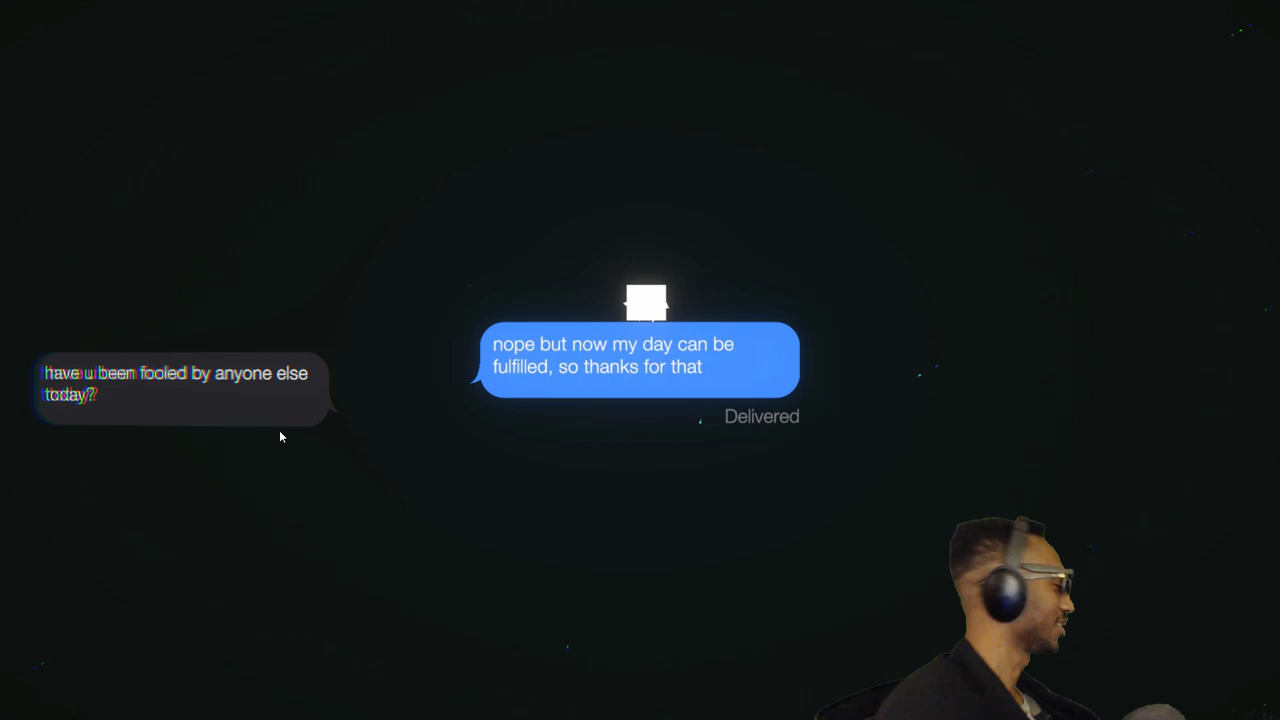 have u been fooled by anyone else
today?
nope but now my day can be
fulfilled, so thanks for that
Delivered